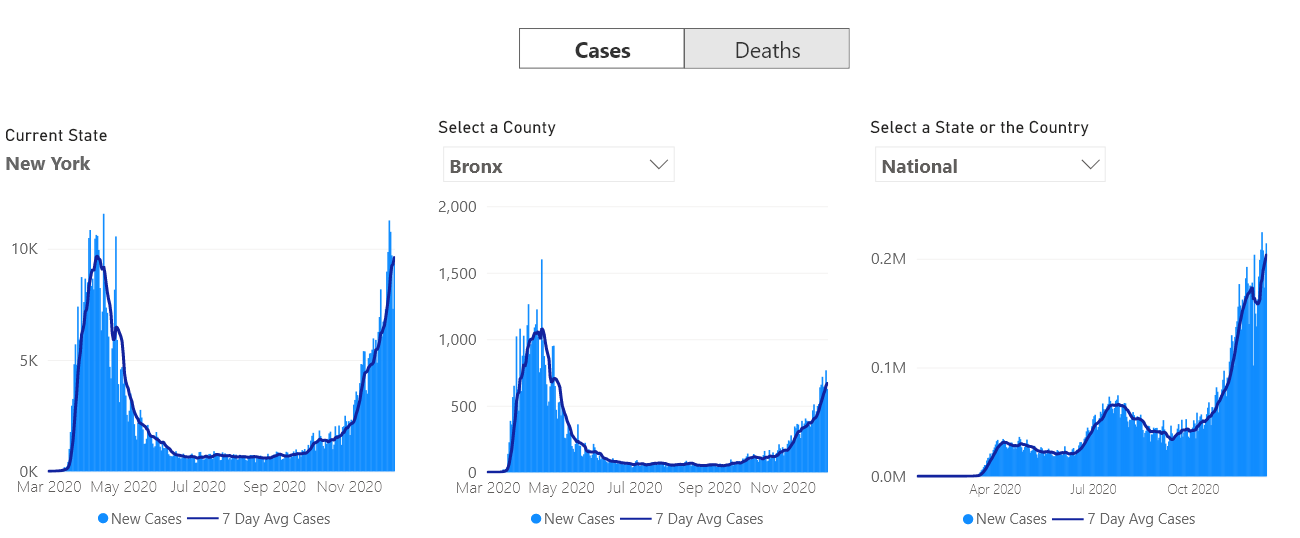 Cases
Deaths
Current State
New York
Select a County
Bronx
Select a State or the Country
National
10K
5K
0K
Mar 2020 May 2020 Jul 2020 Sep 2020 Nov 2020
New Cases 7 Day Avg Cases
2,000
1,500
1,000
500
0
Mar 2020 May 2020 Jul 2020 Sep 2020 Nov 2020
New Cases 7 Day Avg Cases
0.2M
0.1M
0.0M
Apr 2020 Jul 2020 Oct 2020
New Cases 7 Day Avg Cases